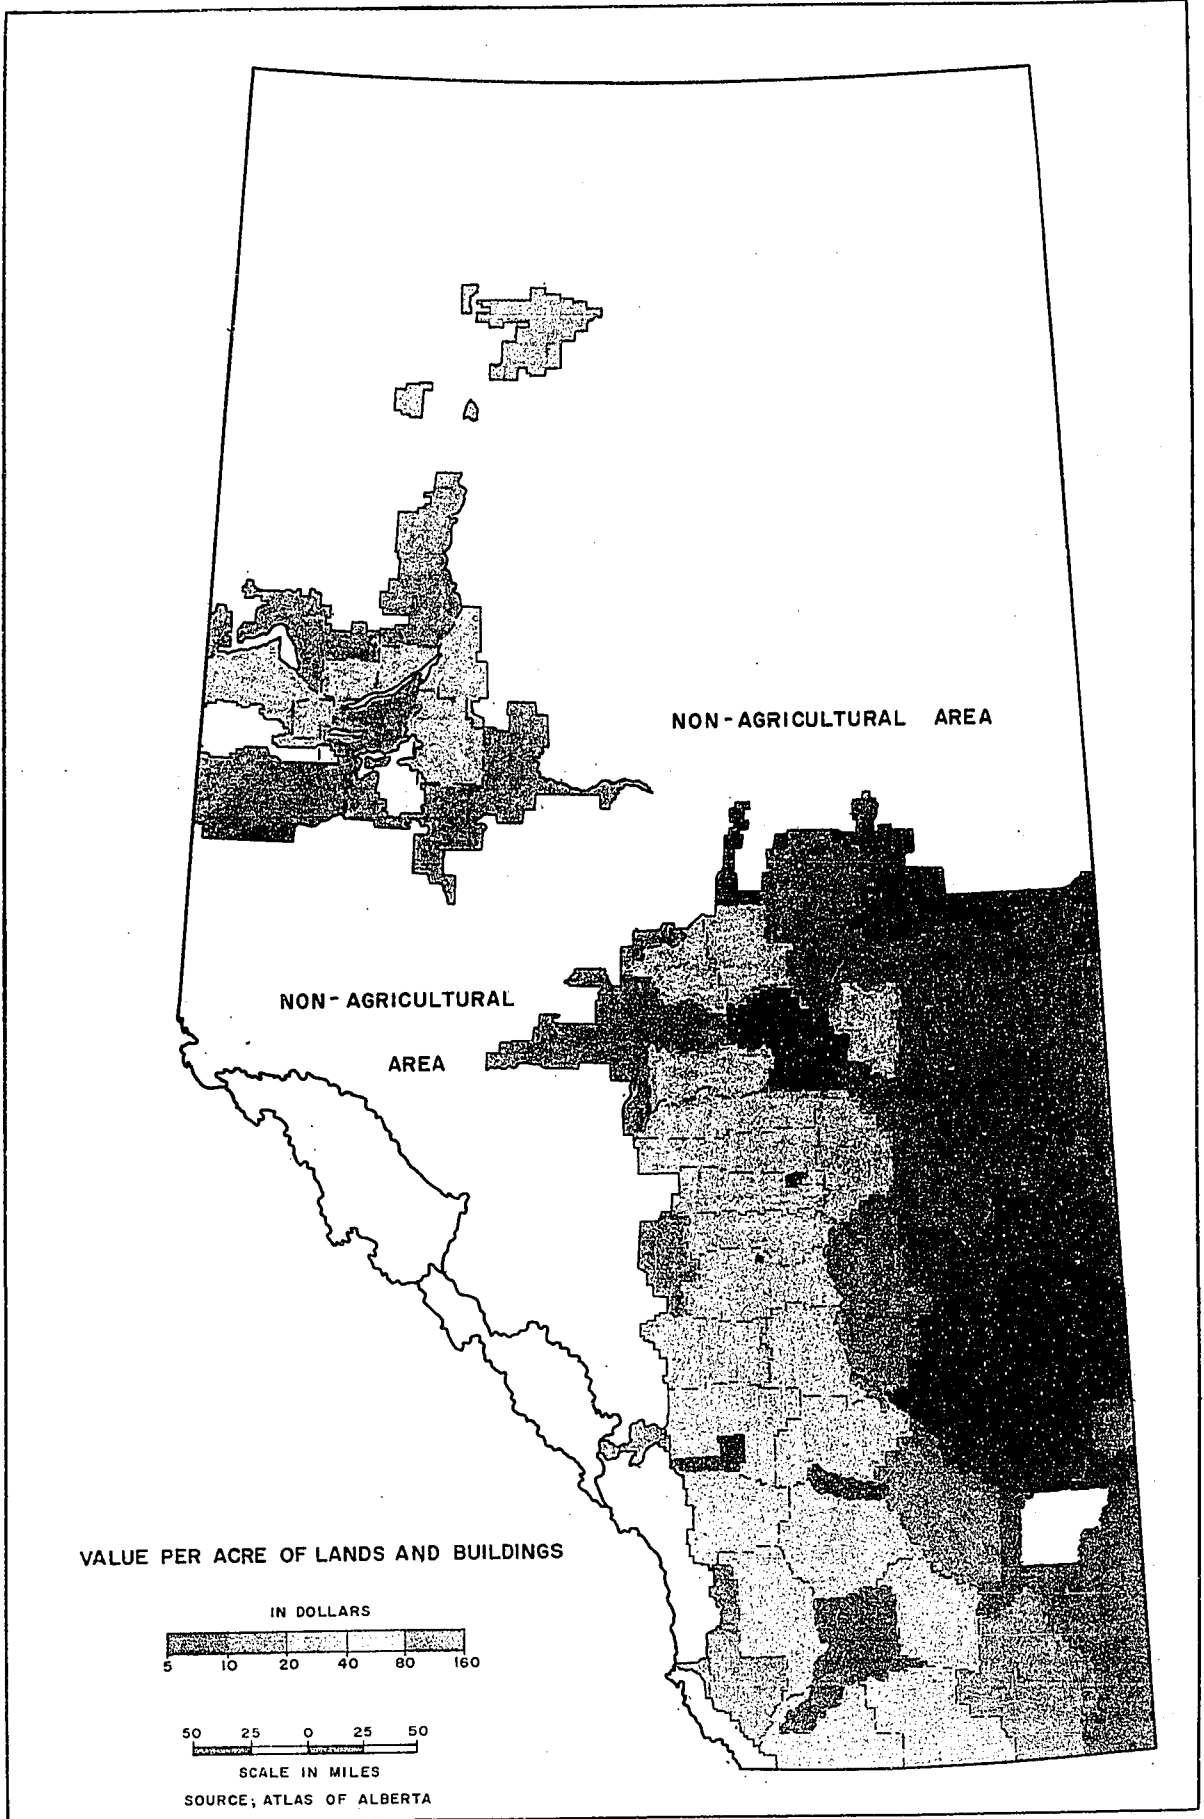 NON-AGRICULTURAL AREA
NON-AGRICULTURAL
AREA
VALUE PER ACRE OF LANDS AND BUILDINGS
IN DOLLARS
5 10 20 40 80 160
50 25 0 25 50
SCALE IN MILES
SOURCE; ATLAS OF ALBERTA